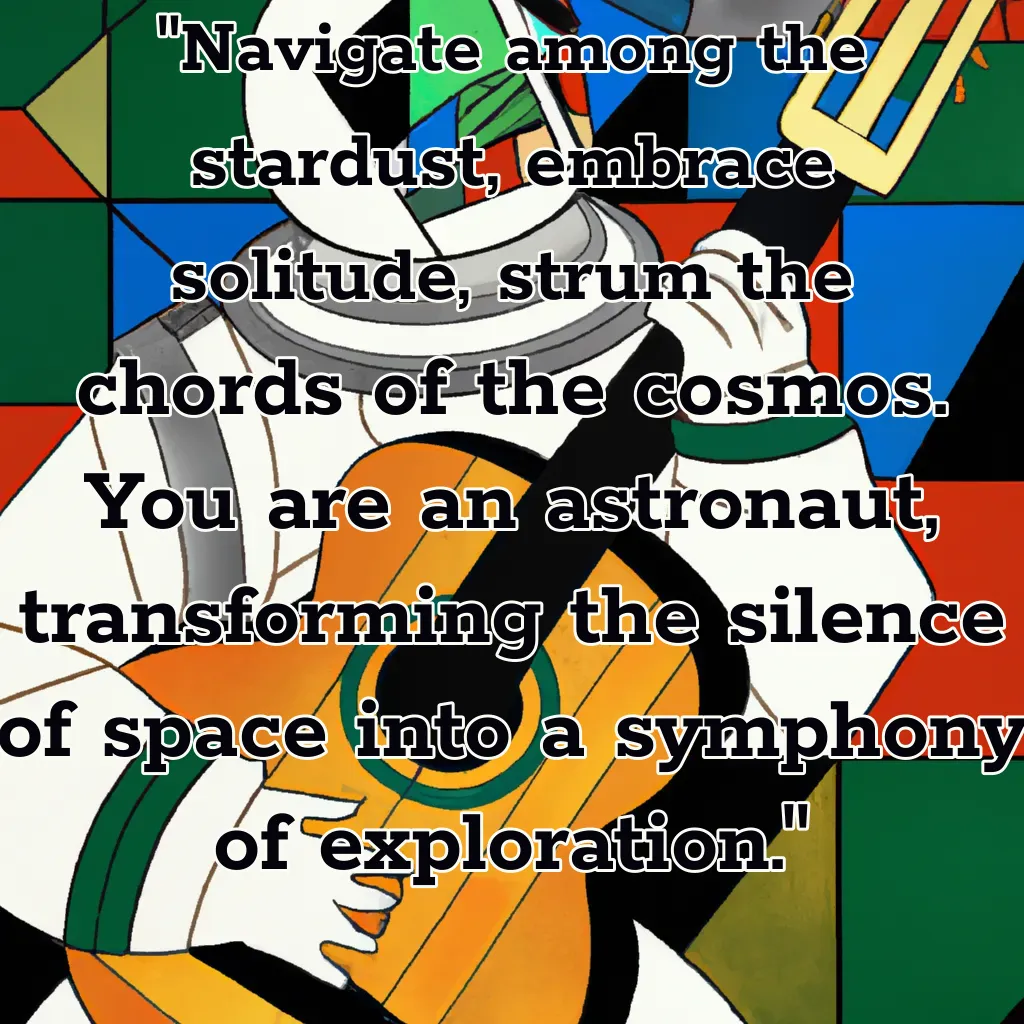 "Navigate among the
stardust, embrace
solitude, strum the
chords of the cosmos.
You are an astronaut,
transforming the silence
of space into a symphony
of exploration."